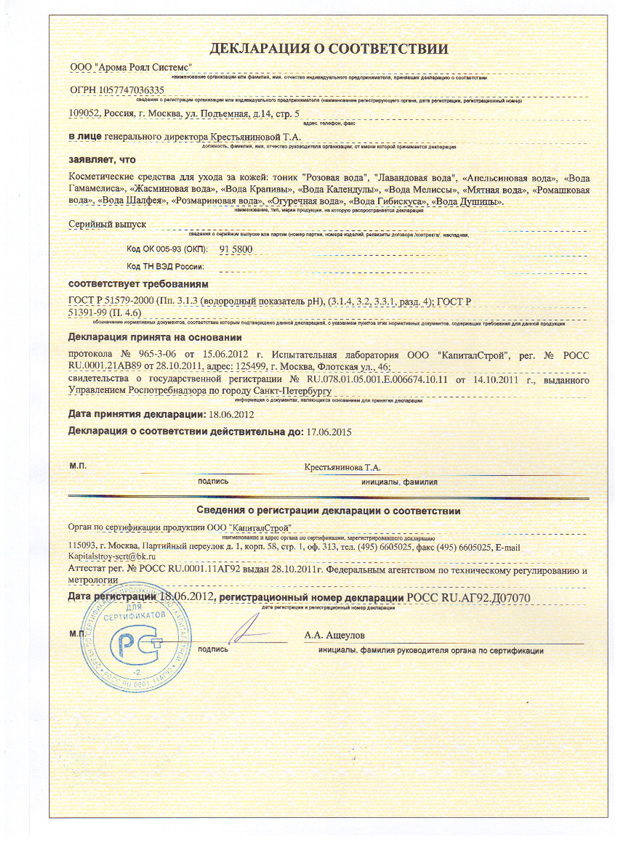 ДЕКЛАРАЦИЯ О СООТВЕТСТВИИ
ООО "Арома Роял Системс"
наименование организации или фамилия, имя, отчество индивидуального предпринимателя, принявших декларацию о соответствии
ОГРН 1057747036335
сведения о регистрации организации или индивидуального предпринимателя (наименование регистрирующего органа, дата регистрации, регистрационный номер)
109052, Россия, г. Москва, ул. Подъемная, д.14, стр. 5
адрес, телефон, факс
в лице генерального директора Крестьяниновой Т.А.
должность, фамилия, имя, отчество руководителя организации, от имени которой принимается декларация
заявляет, что
Косметические средства для ухода за кожей: тоник "Розовая вода", "Лавандовая вода", «Апельсиновая вода», «Вода
Гамамелиса», «Жасминовая вода», «Вода Крапивы», «Вода Календулы», «Вода Мелиссы», «Мятная вода», «Ромашковая
вода», «Вода Шалфея», «Розмариновая вода», «Огуречная вода», «Вода Гибискуса», «Вода Душицы».
наименование, тип, марка продукции, на которую распространяется декларация
Серийный выпуск
сведения о серийном выпуске или партии (номер партии, номера изделий, реквизиты договора /контракта/, накладная,
Код ОК 005-93 (ОКП): 91 5800
Код ТН ВЭД России:
соответствует требованиям
ГОСТ Р 51579-2000 (Пп. 3.1.3 (водородный показатель рН), (3.1.4, 3.2, 3.3.1, разд. 4); ГОСТ Р
51391-99 (П. 4.6)
обозначение нормативных документов, соответствие которым подтверждено данной декларацией, с указанием пунктов этих нормативных документов, содержащих требования для данной продукции
Декларация принята на основании
протокола № 965-3-06 от 15.06.2012 г. Испытательная лаборатория ООО "КапиталСтрой", рег. № РОСС
RU.0001.21АВ89 от 28.10.2011, адрес: 125499, г. Москва, Флотская ул., 46;
свидетельства о государственной регистрации № RU.078.01.05.001.Е.006674.10.11 от 14.10.2011 г., выданного
Управлением Роспотребнадзора по городу Санкт-Петербургу
информация о документах, являющихся основанием для принятия декларации
Дата принятия декларации: 18.06.2012
Декларация о соответствии действительна до: 17.06.2015
М.П. Крестьянинова Т.А.
подпись инициалы, фамилия
Сведения о регистрации декларации о соответствии
Орган по сертификации продукции ООО "КапиталСтрой"
наименование и адрес органа по сертификации, зарегистрировавшего декларацию
115093, г. Москва, Партийный переулок д. 1, корп. 58, стр. 1, оф. 313, тел. (495) 6605025, факс (495) 6605025, E-mail
Kapitalstroy-scrt@bk.ru
Аттестат рег. № РОСС RU.0001.11АГ92 выдан 28.10.2011г. Федеральным агентством по техническому регулированию и
метрологии
Дата регистрации 18.06.2012, регистрационный номер декларации РОСС RU.АГ92.Д07070
дата регистрации и регистрационный номер декларации
ДЛЯ
СЕРТИФИКАТОВ
М.П. А.А. Ащеулов
подпись инициалы, фамилия руководителя органа по сертификации
РСТ
-2
РОСС RU 0001 11АГ92